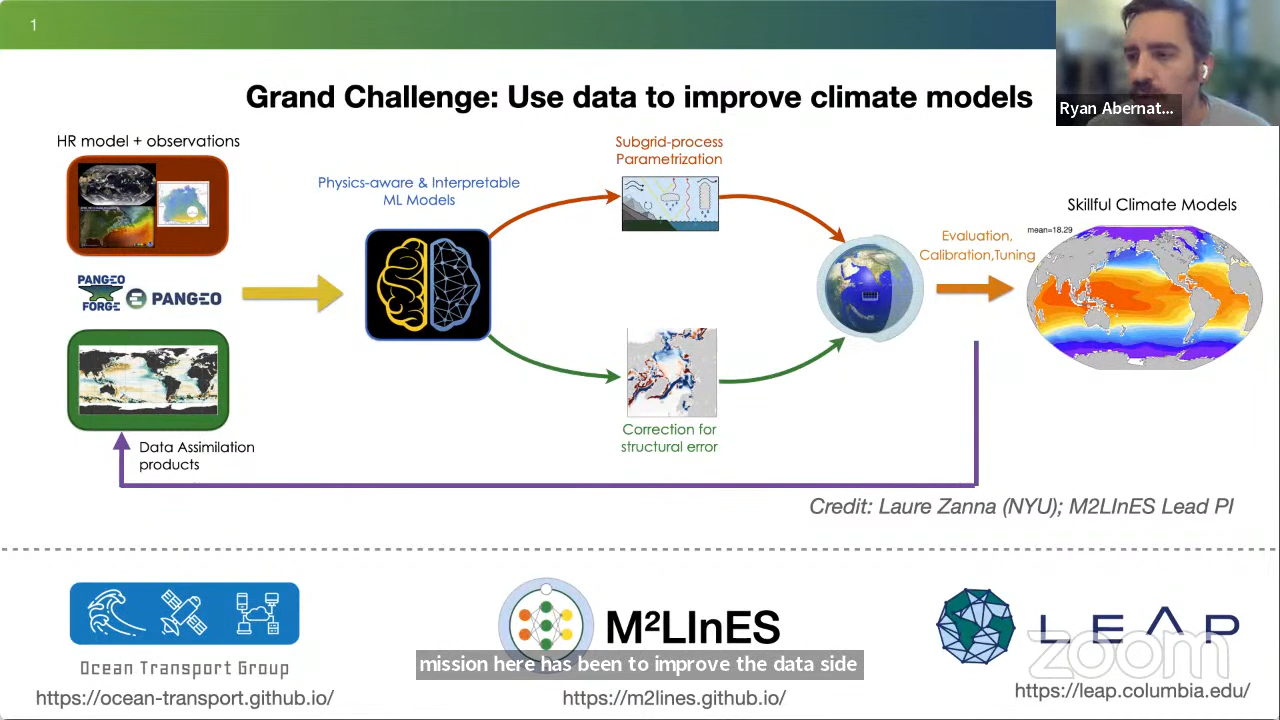 1
Grand Challenge: Use data to improve climate models
Ryan Abernat...
HR model + observations
Subgrid-process
Parametrization
Physics-aware & Interpretable
ML Models
Skillful Climate Models
mean=18.29
Evaluation,
Calibration,Tuning
PANGEO
FORGE
PANGEO
Correction for
structural error
Data Assimilation
products
Credit: Laure Zanna (NYU); M2LInES Lead PI
Ocean Transport Group
https://ocean-transport.github.io/
M²LInES
mission here has been to improve the data side
https://m2lines.github.io/
LEAP
zoom
https://leap.columbia.edu/